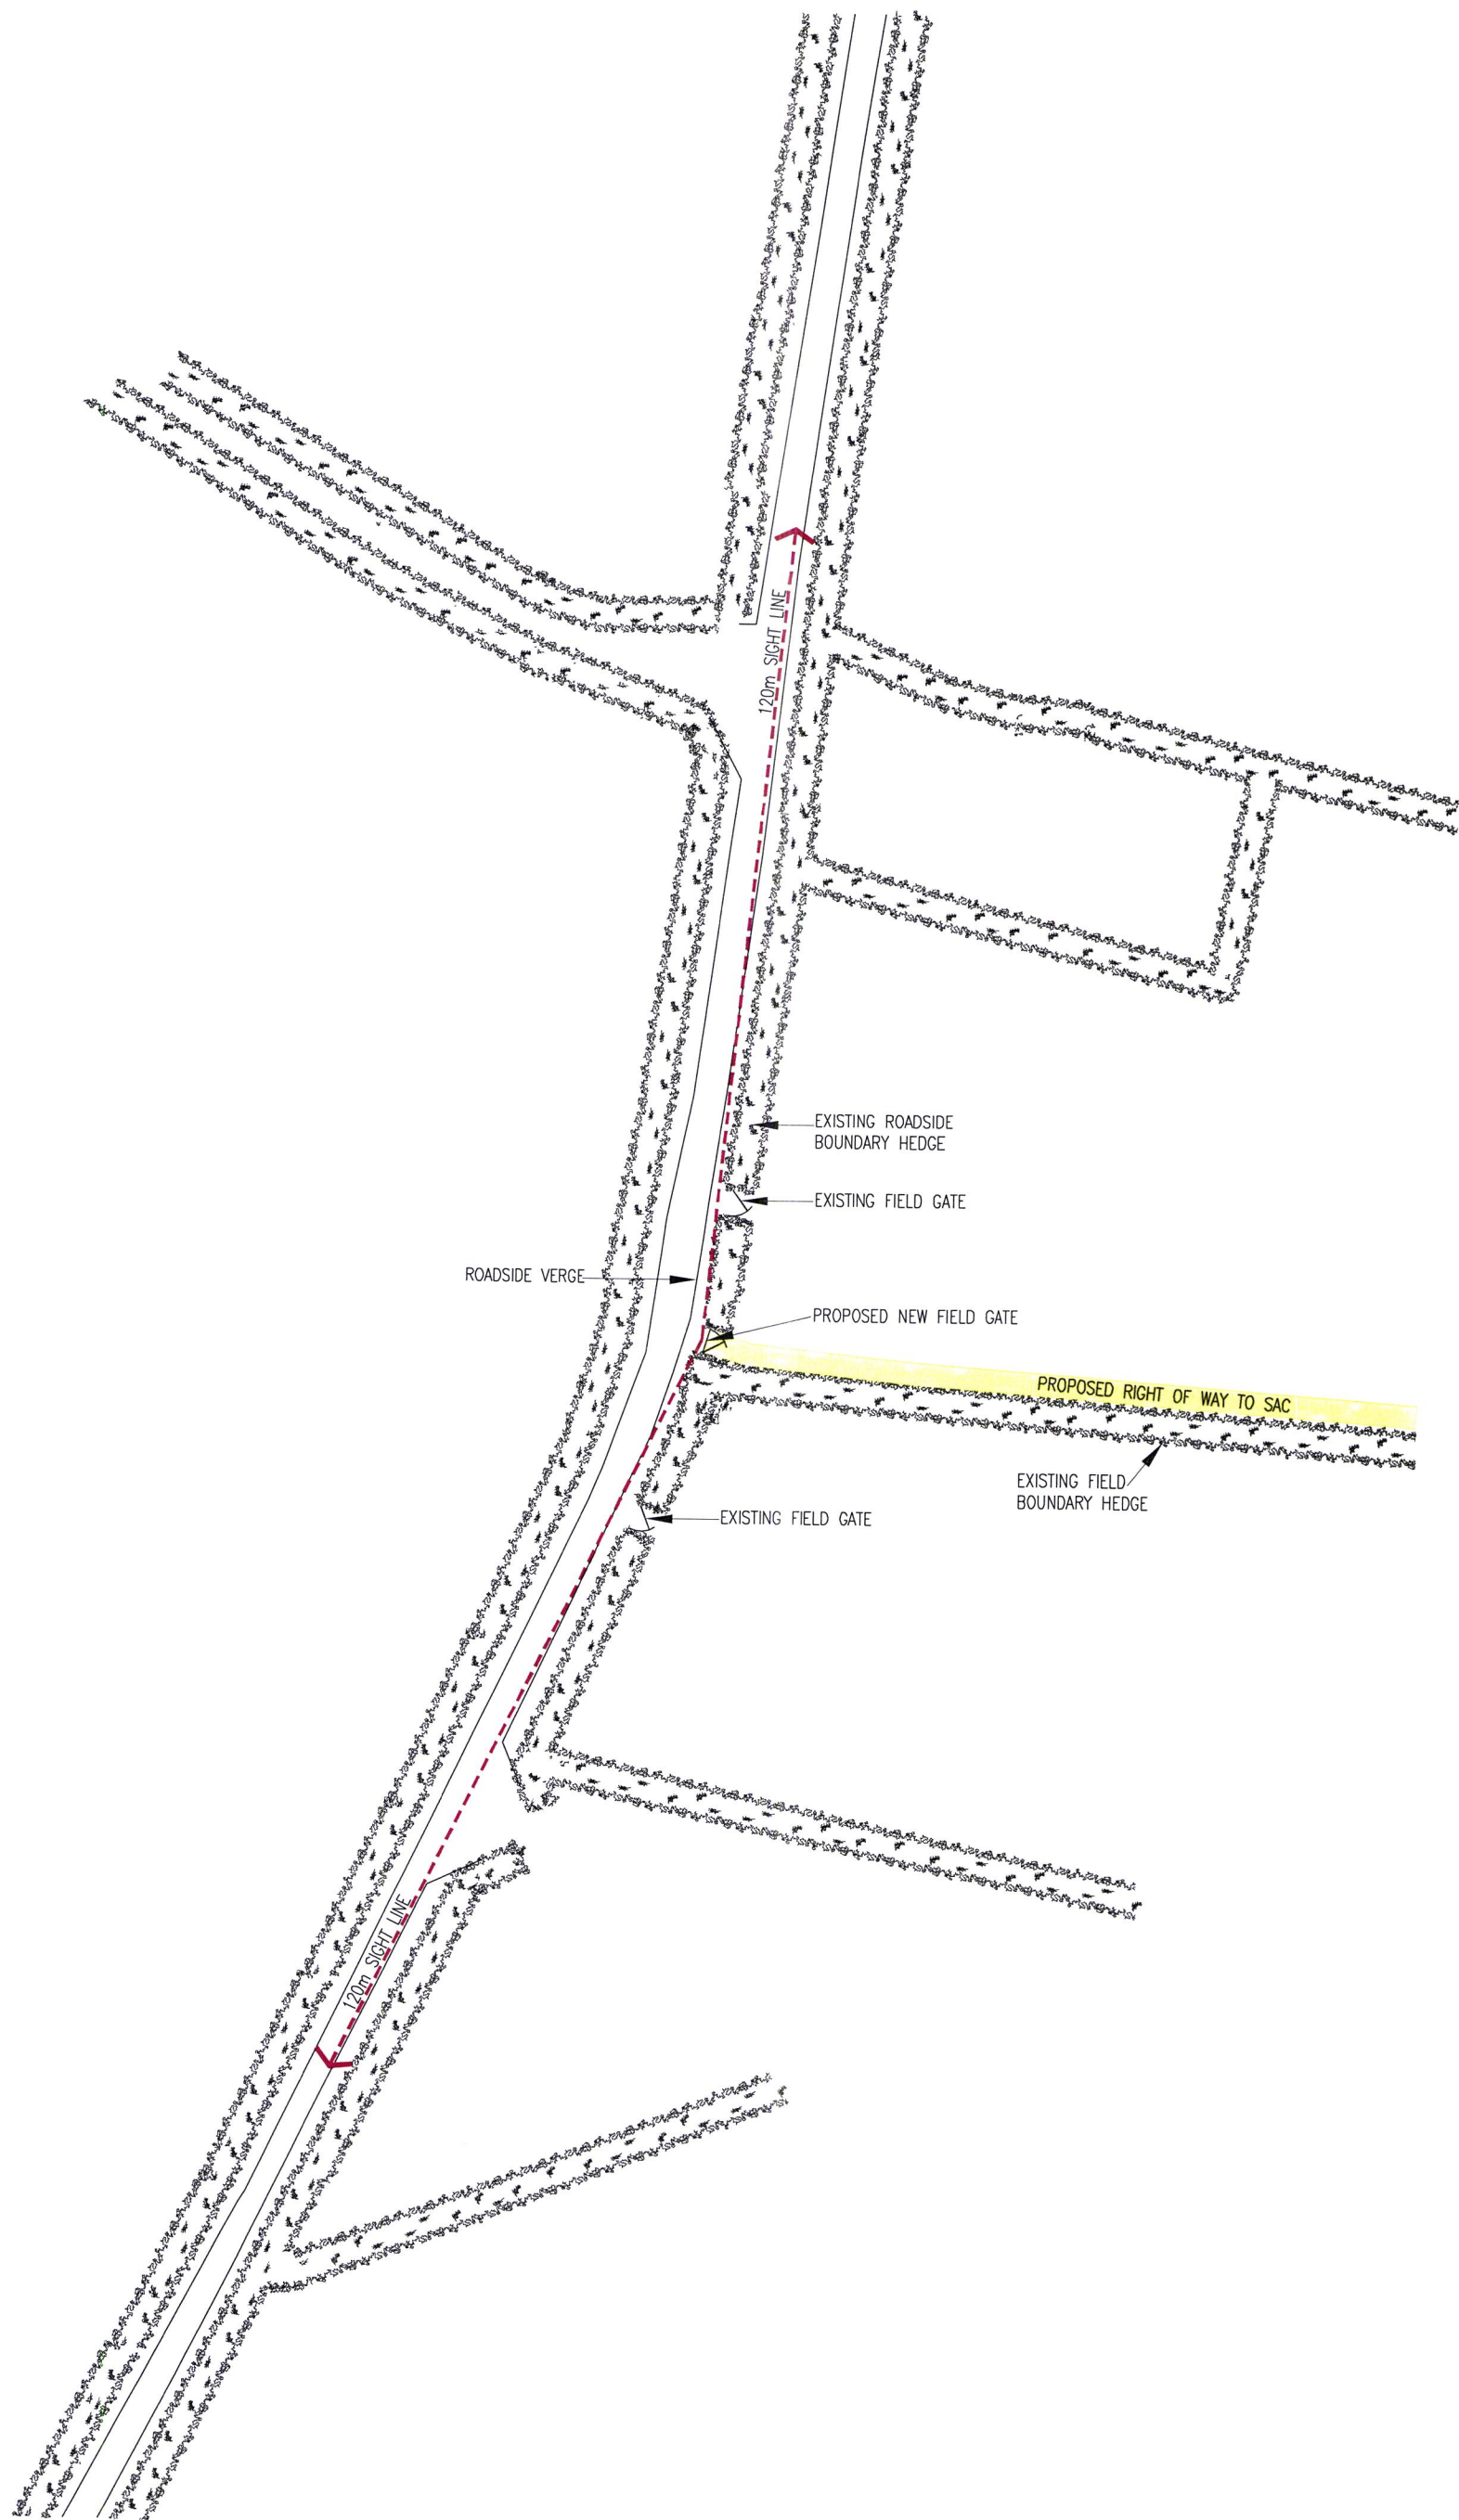 120m SIGHT LINE
EXISTING ROADSIDE
BOUNDARY HEDGE
EXISTING FIELD GATE
ROADSIDE VERGE
PROPOSED NEW FIELD GATE
PROPOSED RIGHT OF WAY TO SAC
EXISTING FIELD
BOUNDARY HEDGE
EXISTING FIELD GATE
120m SIGHT LINE